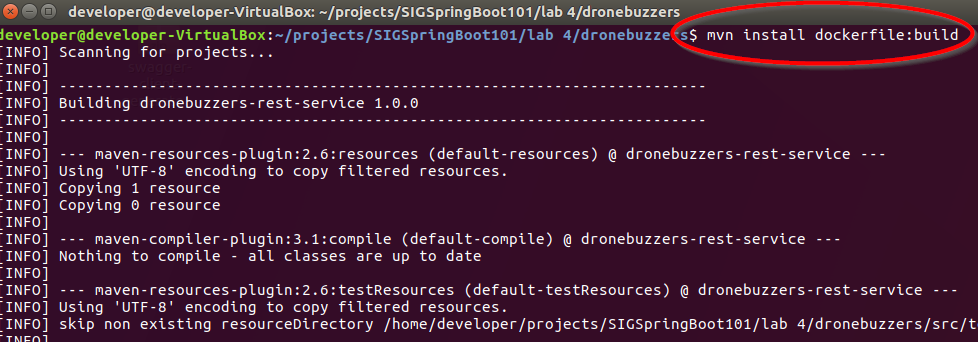 developer@developer-VirtualBox: ~/projects/SIGSpringBoot101/lab 4/dronebuzzers
developer@developer-VirtualBox:~/projects/SIGSpringBoot101/lab 4/dronebuzzers$ mvn install dockerfile:build
[INFO] Scanning for projects...
[INFO]
[INFO] ------------------------------------------------------------------------
[INFO] Building dronebuzzers-rest-service 1.0.0
[INFO] ------------------------------------------------------------------------
[INFO]
[INFO] --- maven-resources-plugin:2.6:resources (default-resources) @ dronebuzzers-rest-service ---
[INFO] Using 'UTF-8' encoding to copy filtered resources.
[INFO] Copying 1 resource
[INFO] Copying 0 resource
[INFO]
[INFO] --- maven-compiler-plugin:3.1:compile (default-compile) @ dronebuzzers-rest-service ---
[INFO] Nothing to compile - all classes are up to date
[INFO]
[INFO] --- maven-resources-plugin:2.6:testResources (default-testResources) @ dronebuzzers-rest-service ---
[INFO] Using 'UTF-8' encoding to copy filtered resources.
[INFO] skip non existing resourceDirectory /home/developer/projects/SIGSpringBoot101/lab 4/dronebuzzers/src/t
[INFO]